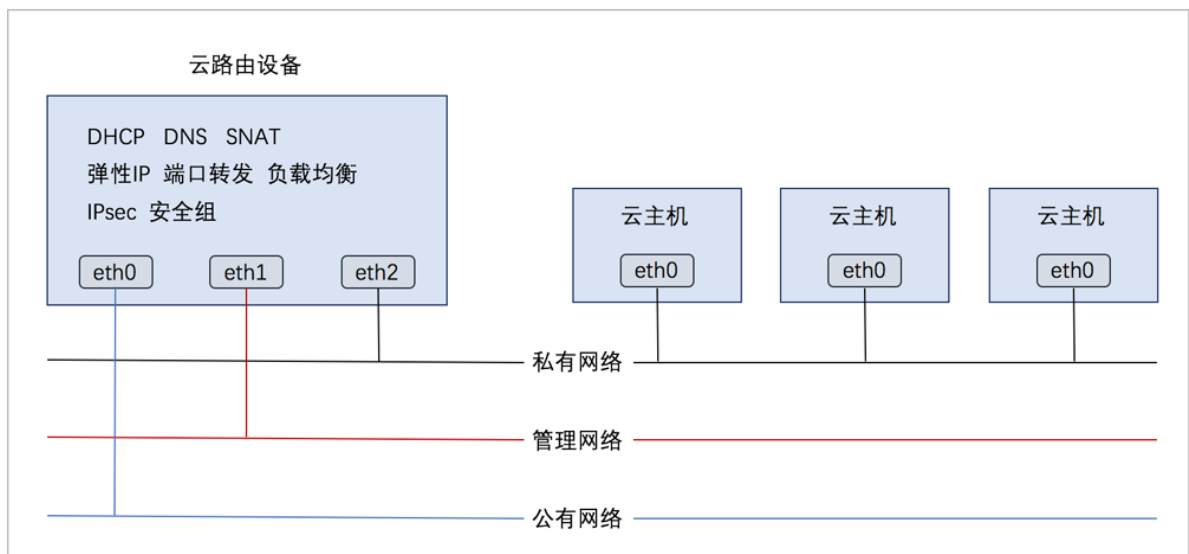 云路由设备
DHCP DNS SNAT
弹性IP 端口转发 负载均衡
IPsec 安全组
eth0 eth1 eth2
云主机 云主机 云主机
eth0 eth0 eth0
私有网络
管理网络
公有网络